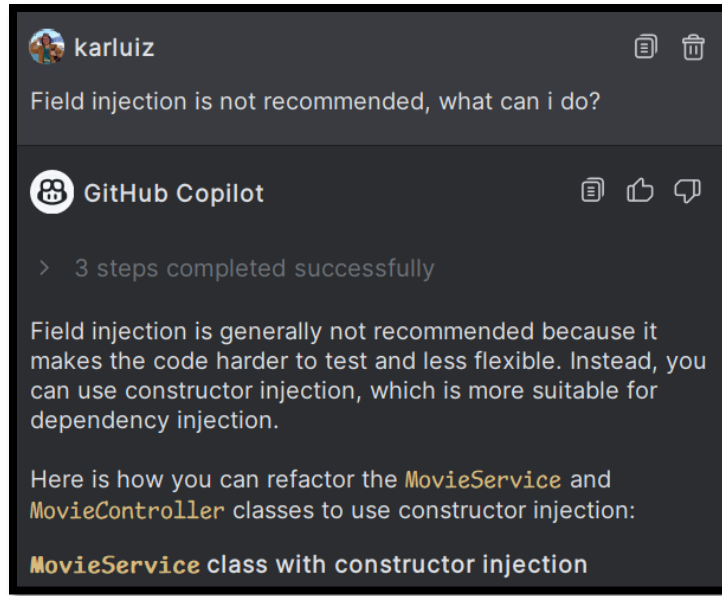 karluiz
Field injection is not recommended, what can i do?
GitHub Copilot
3 steps completed successfully
Field injection is generally not recommended because it
makes the code harder to test and less flexible. Instead, you
can use constructor injection, which is more suitable for
dependency injection.
Here is how you can refactor the MovieService and
MovieController classes to use constructor injection:
MovieService class with constructor injection